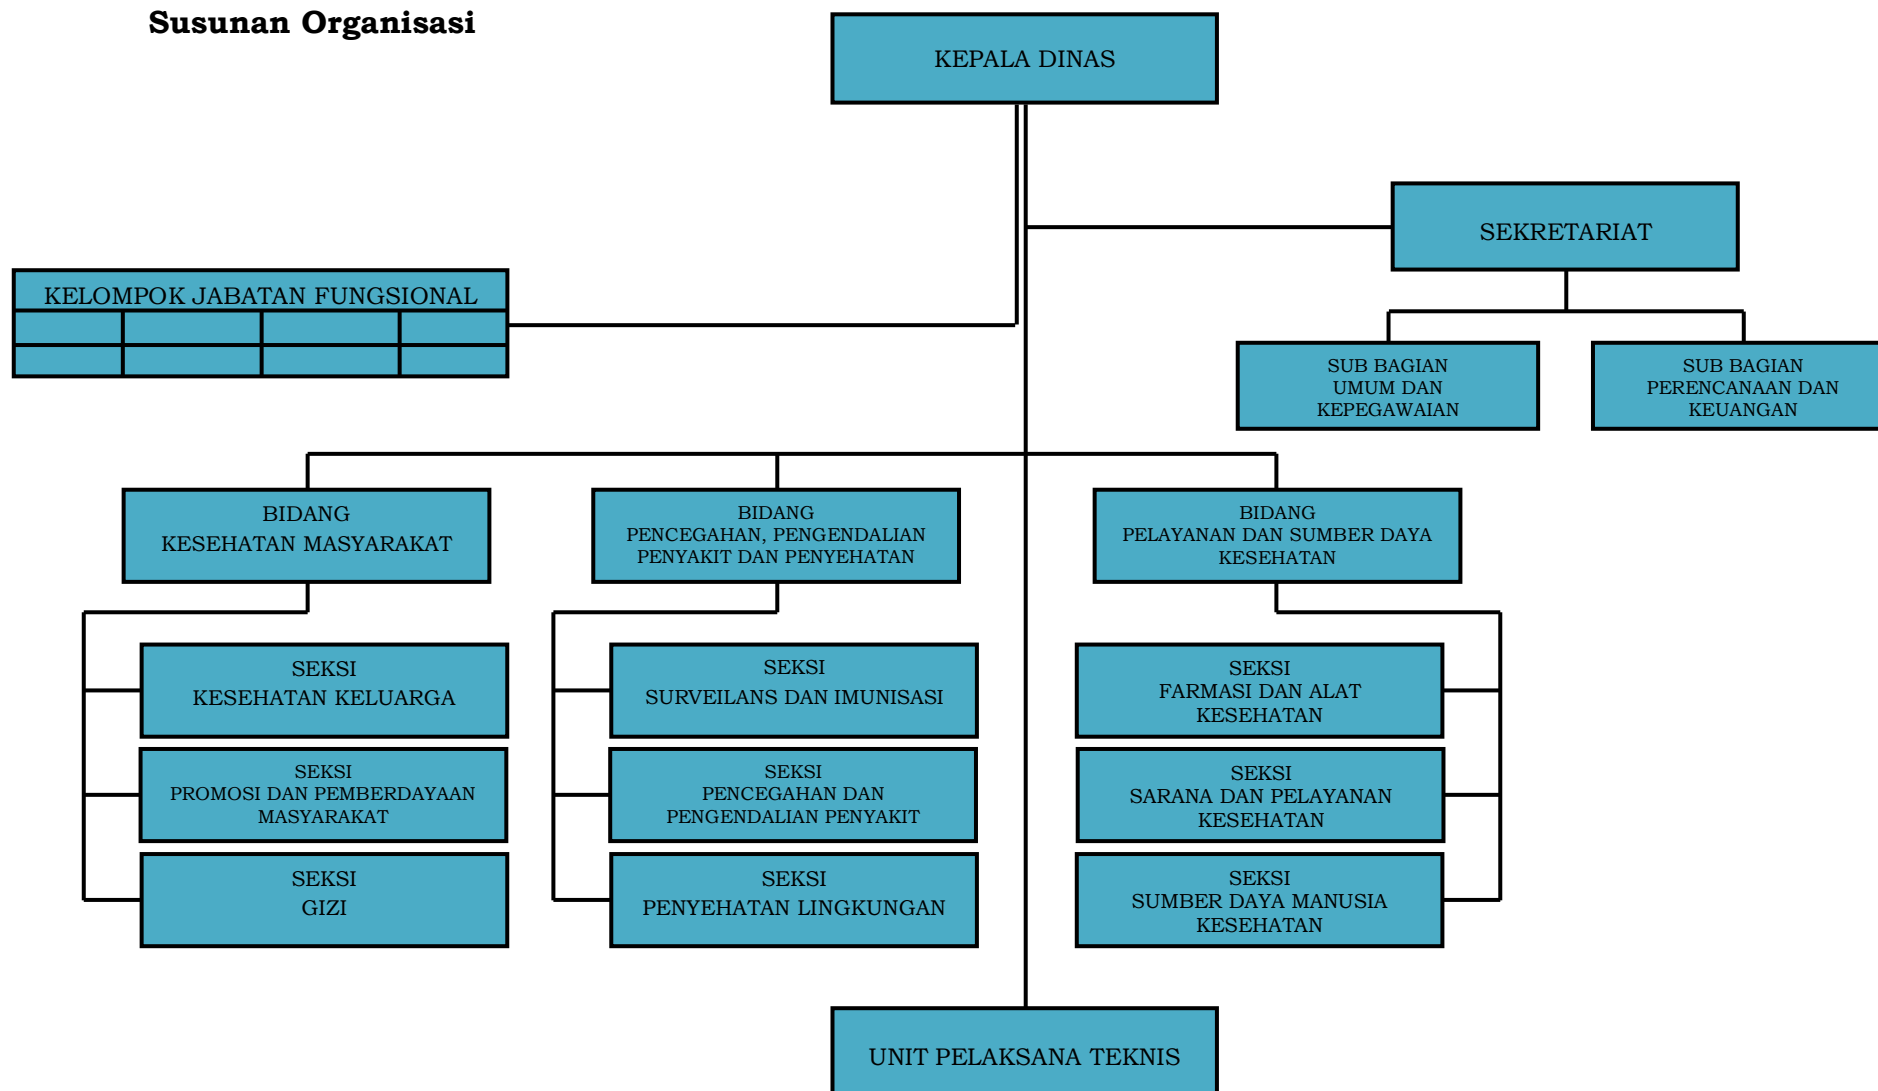 Susunan Organisasi
KEPALA DINAS
SEKRETARIAT
KELOMPOK JABATAN FUNGSIONAL
SUB BAGIAN
UMUM DAN
KEPEGAWAIAN
SUB BAGIAN
PERENCANAAN DAN
KEUANGAN
BIDANG
KESEHATAN MASYARAKAT
BIDANG
PENCEGAHAN, PENGENDALIAN
PENYAKIT DAN PENYEHATAN
BIDANG
PELAYANAN DAN SUMBER DAYA
KESEHATAN
SEKSI
KESEHATAN KELUARGA
SEKSI
SURVEILANS DAN IMUNISASI
SEKSI
FARMASI DAN ALAT
KESEHATAN
SEKSI
PROMOSI DAN PEMBERDAYAAN
MASYARAKAT
SEKSI
PENCEGAHAN DAN
PENGENDALIAN PENYAKIT
SEKSI
SARANA DAN PELAYANAN
KESEHATAN
SEKSI
GIZI
SEKSI
PENYEHATAN LINGKUNGAN
SEKSI
SUMBER DAYA MANUSIA
KESEHATAN
UNIT PELAKSANA TEKNIS